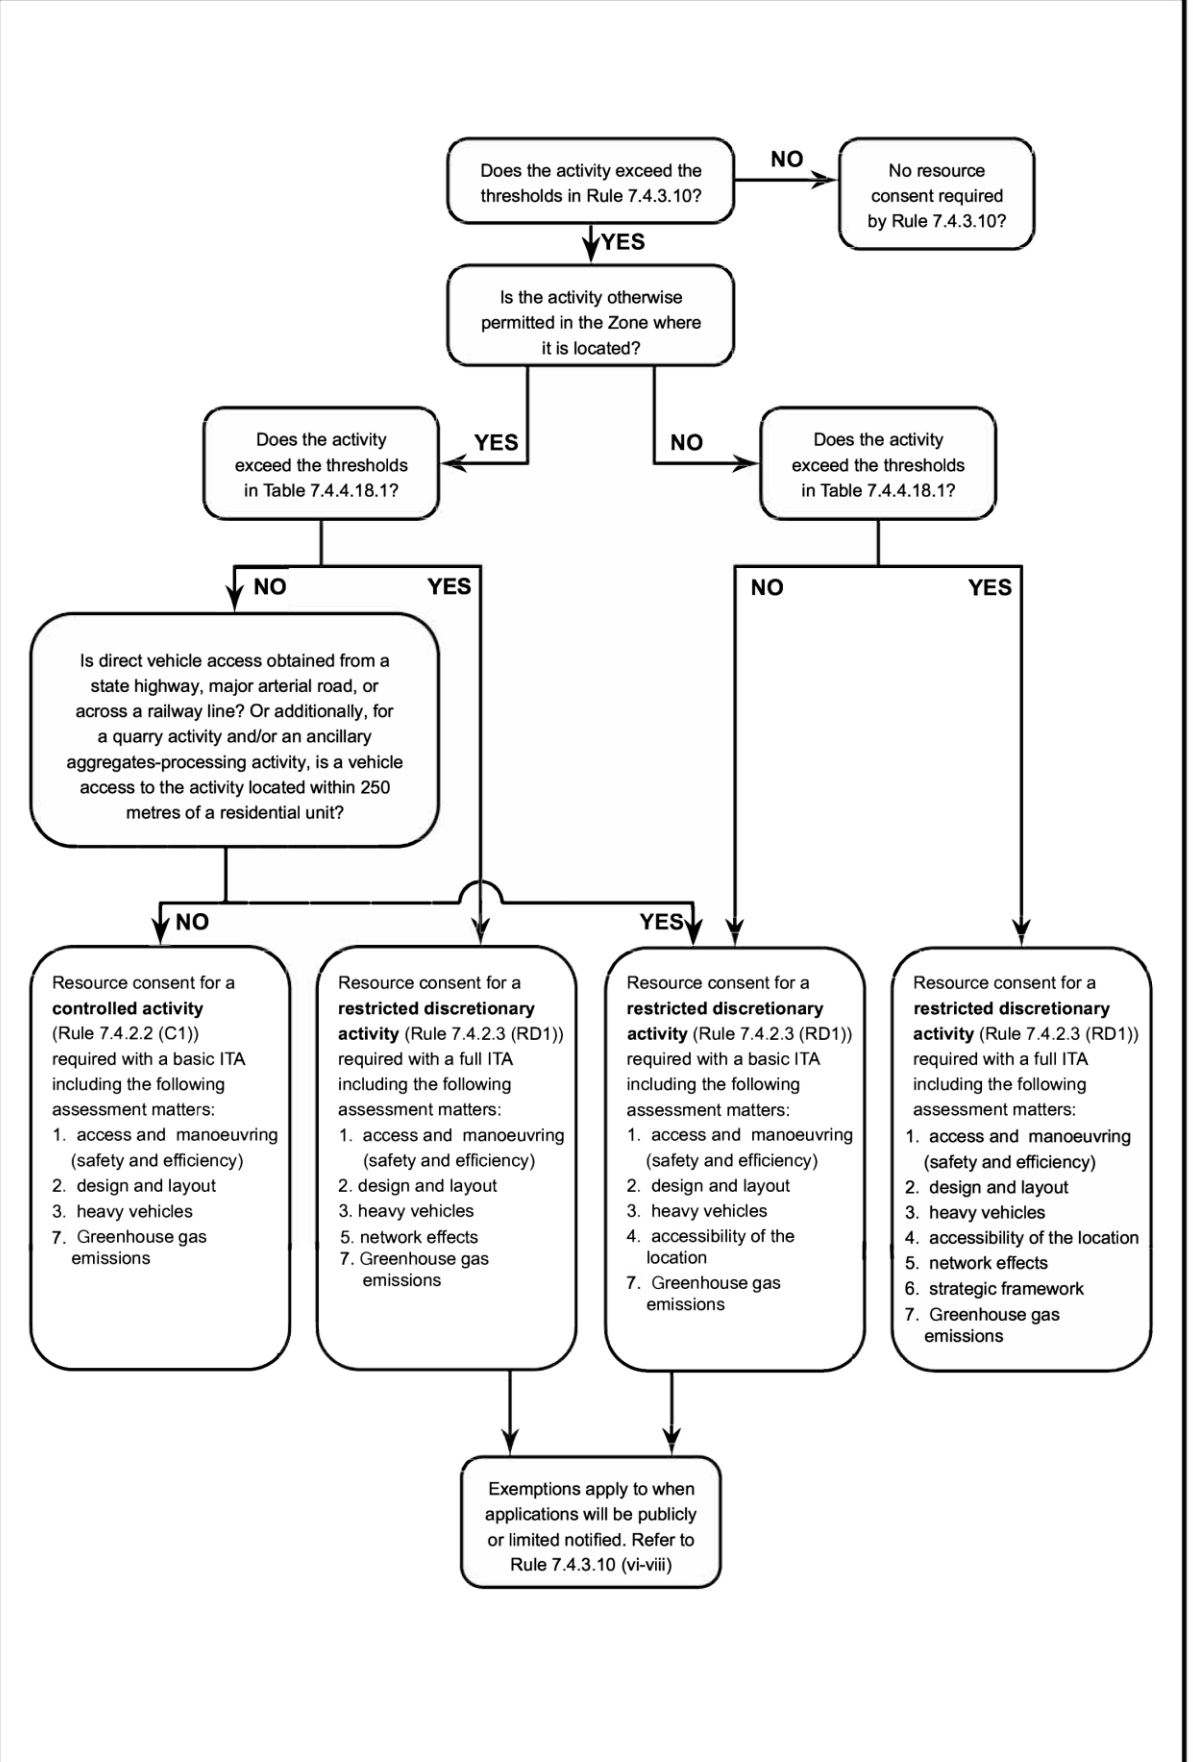 Does the activity exceed the
thresholds in Rule 7.4.3.10?
NO
No resource
consent required
by Rule 7.4.3.10?
YES
Is the activity otherwise
permitted in the Zone where
it is located?
YES
NO
Does the activity
exceed the thresholds
in Table 7.4.4.18.1?
Does the activity
exceed the thresholds
in Table 7.4.4.18.1?
NO
YES
NO
YES
Is direct vehicle access obtained from a
state highway, major arterial road, or
across a railway line? Or additionally, for
a quarry activity and/or an ancillary
aggregates-processing activity, is a vehicle
access to the activity located within 250
metres of a residential unit?
NO
YES
Resource consent for a
controlled activity
(Rule 7.4.2.2 (C1))
required with a basic ITA
including the following
assessment matters:
1. access and manoeuvring
(safety and efficiency)
2. design and layout
3. heavy vehicles
7. Greenhouse gas
emissions
Resource consent for a
restricted discretionary
activity (Rule 7.4.2.3 (RD1))
required with a full ITA
including the following
assessment matters:
1. access and manoeuvring
(safety and efficiency)
2. design and layout
3. heavy vehicles
5. network effects
7. Greenhouse gas
emissions
Resource consent for a
restricted discretionary
activity (Rule 7.4.2.3 (RD1))
required with a basic ITA
including the following
assessment matters:
1. access and manoeuvring
(safety and efficiency)
2. design and layout
3. heavy vehicles
4. accessibility of the
location
7. Greenhouse gas
emissions
Resource consent for a
restricted discretionary
activity (Rule 7.4.2.3 (RD1))
required with a full ITA
including the following
assessment matters:
1. access and manoeuvring
(safety and efficiency)
2. design and layout
3. heavy vehicles
4. accessibility of the location
5. network effects
6. strategic framework
7. Greenhouse gas
emissions
Exemptions apply to when
applications will be publicly
or limited notified. Refer to
Rule 7.4.3.10 (vi-viii)